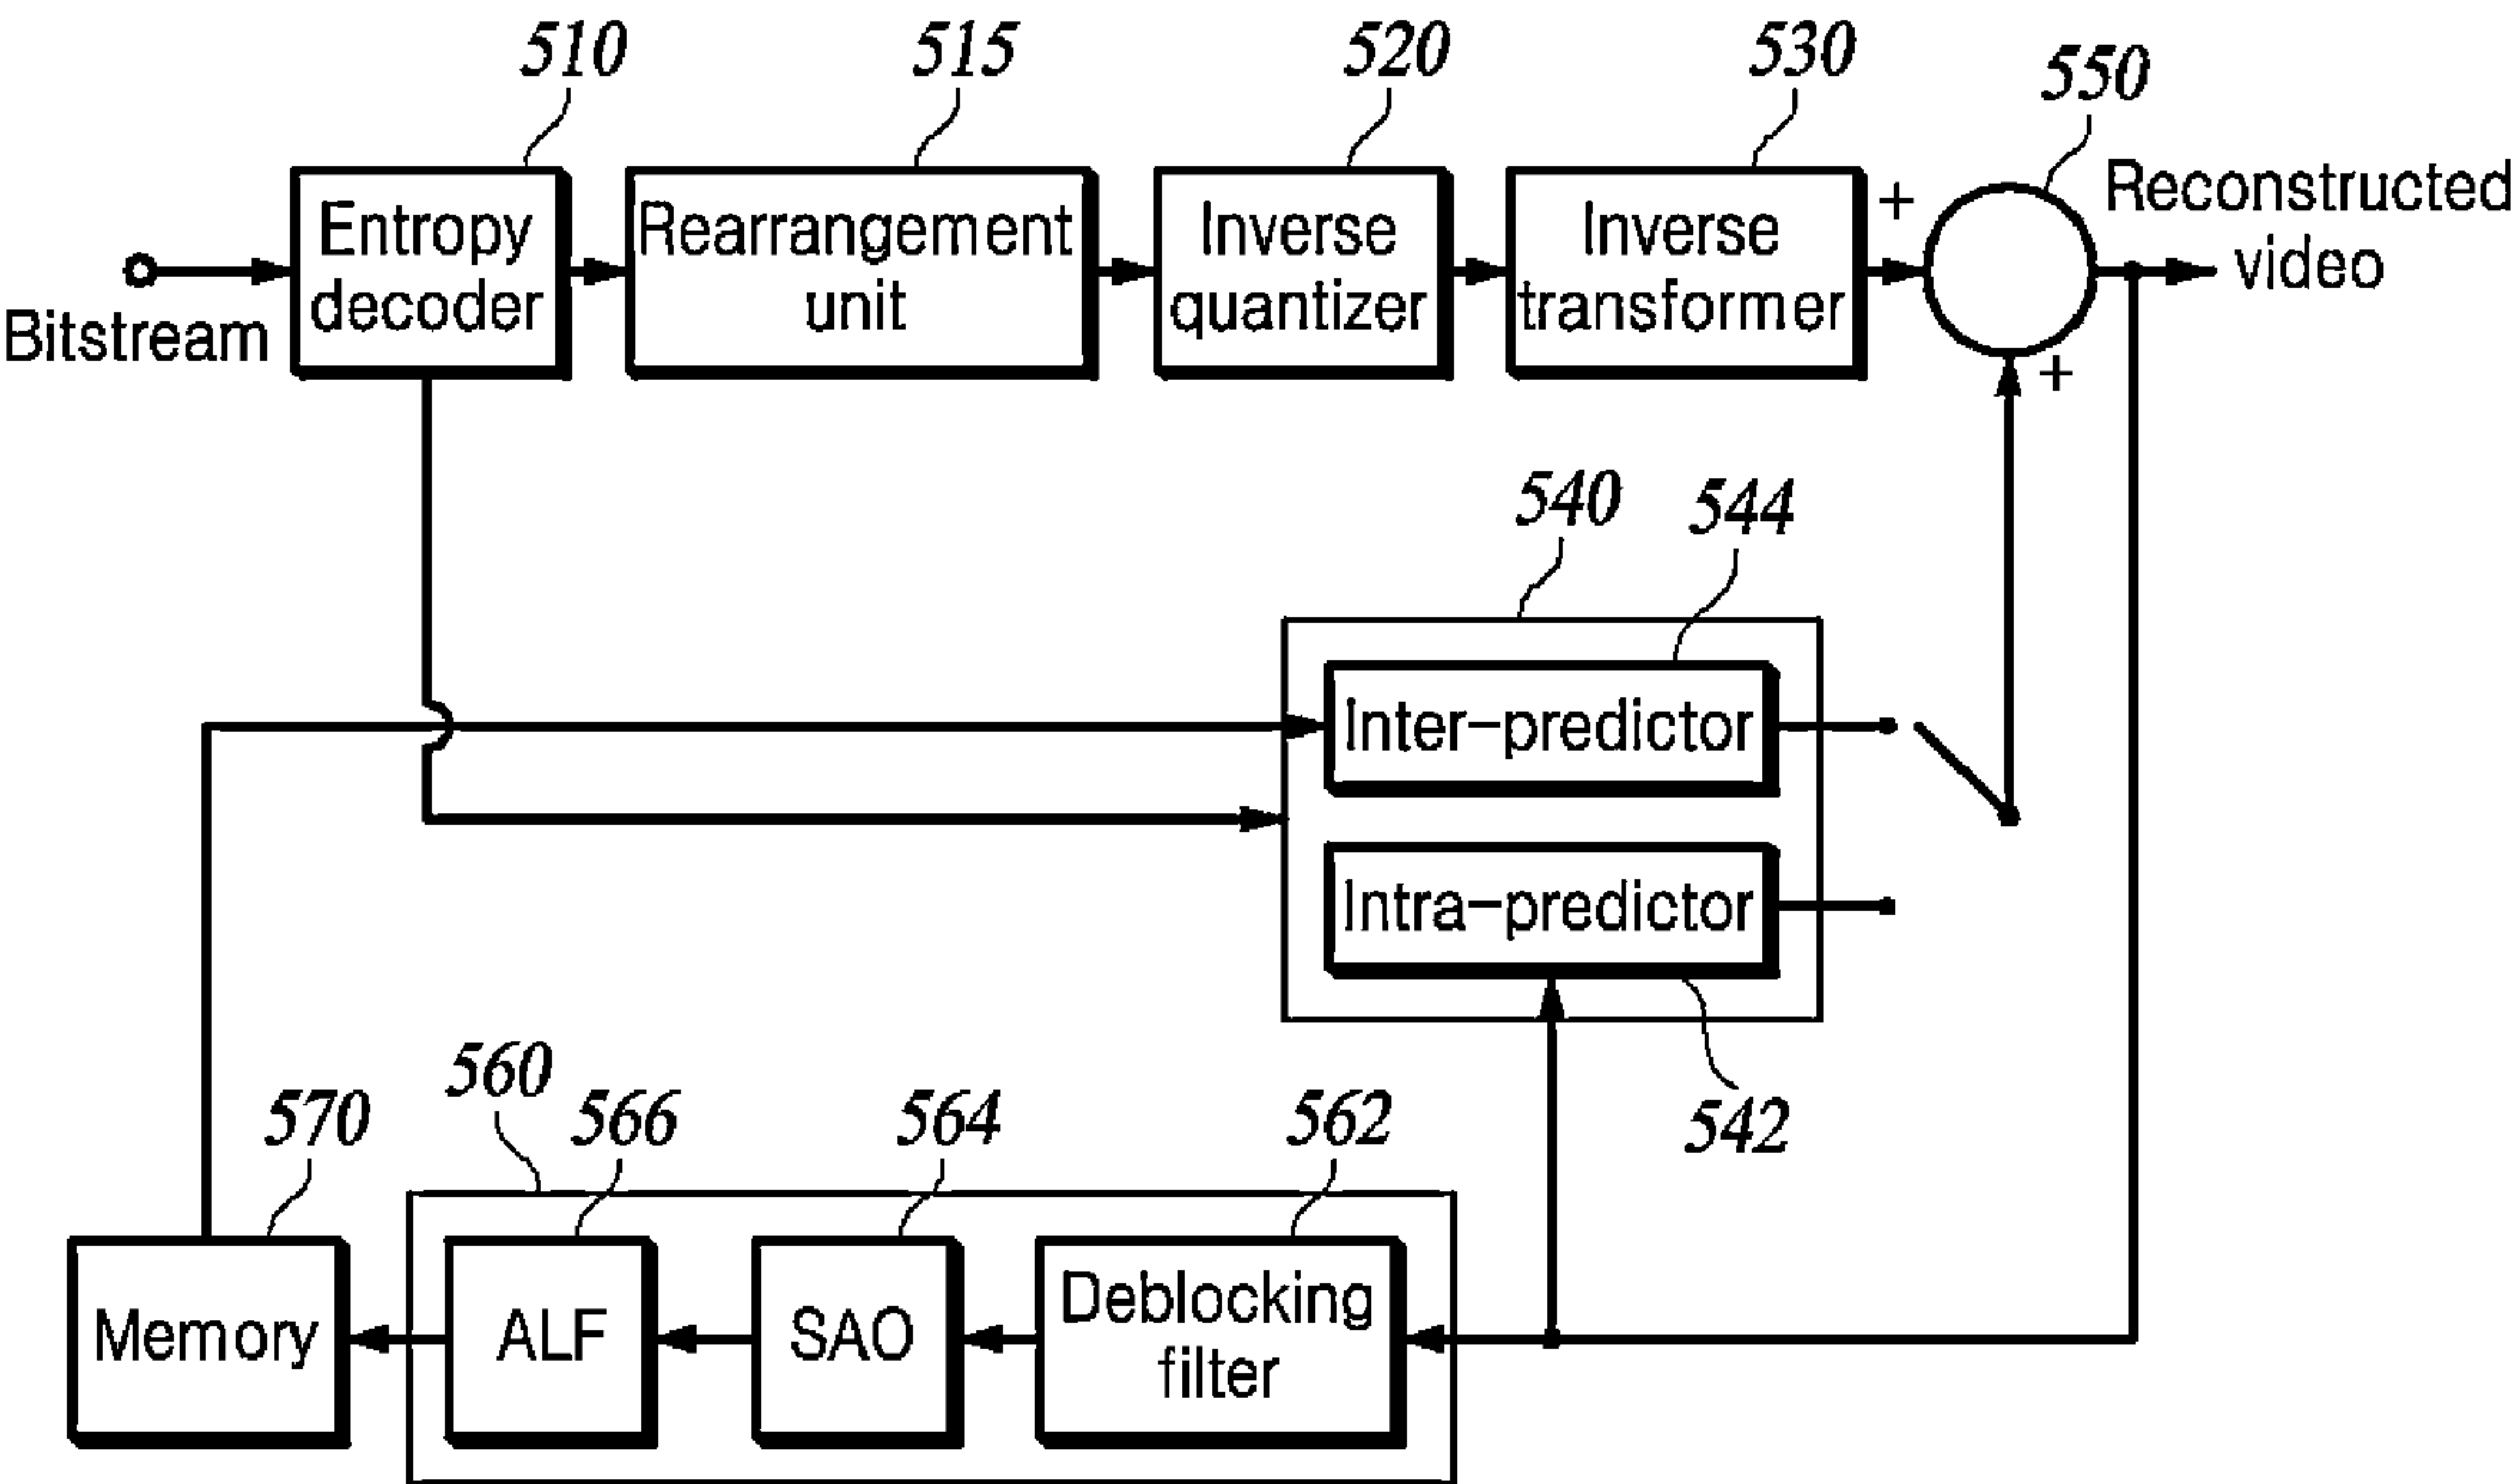 510
515
520
530
550
Entropy
decoder
Rearrangement
unit
Inverse
quantizer
Inverse
transformer
+
+
Reconstructed
video
Bitstream
540
544
Inter-predictor
Intra-predictor
542
560
570
566
564
562
Memory
ALF
SAO
Deblocking
filter